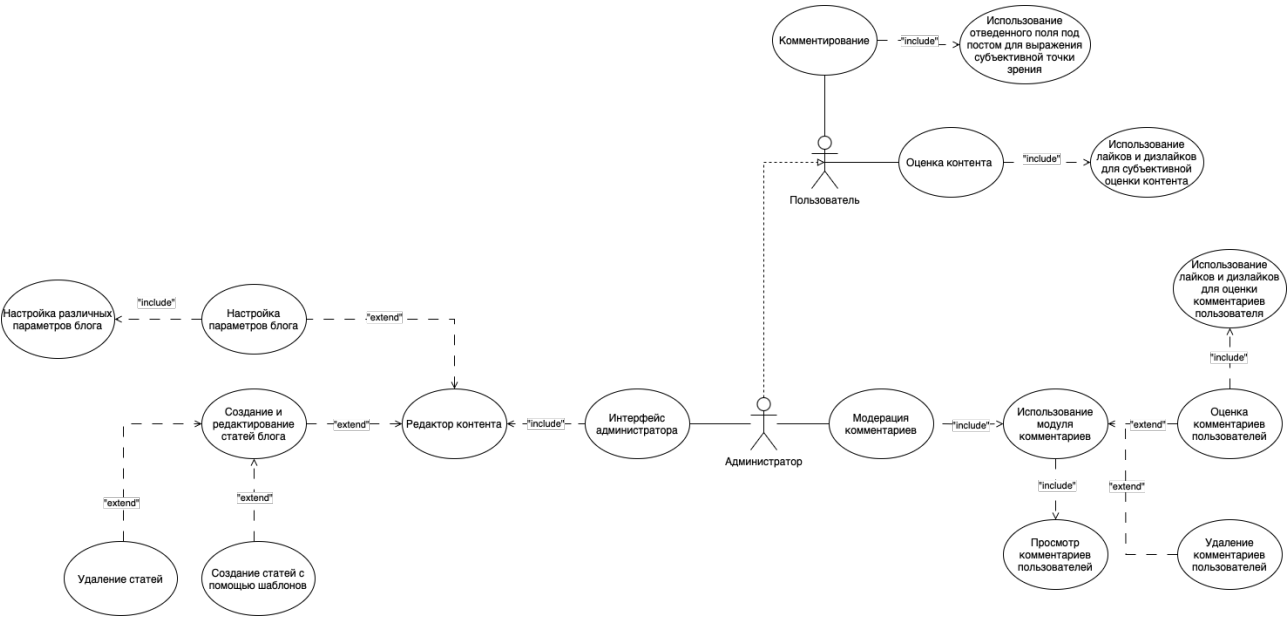 Комментирование
"include"
Использование
отведенного поля под
постом для выражения
субъективной точки
зрения
Пользователь
Оценка контента
"include"
Использование
лайков и дизлайков
для субъективной
оценки контента
Использование
лайков и дизлайков
для оценки
комментариев
пользователя
"include"
Настройка различных
параметров блога
"include"
Настройка
параметров блога
"extend"
Создание и
редактирование
статей блога
"extend"
Редактор контента
"include"
Интерфейс
администратора
Администратор
Модерация
комментариев
"include"
Использование
модуля
комментариев
"extend"
Оценка
комментариев
пользователей
"extend"
"extend"
"include"
"extend"
Удаление статей
Создание статей с
помощью шаблонов
Просмотр
комментариев
пользователей
Удаление
комментариев
пользователей